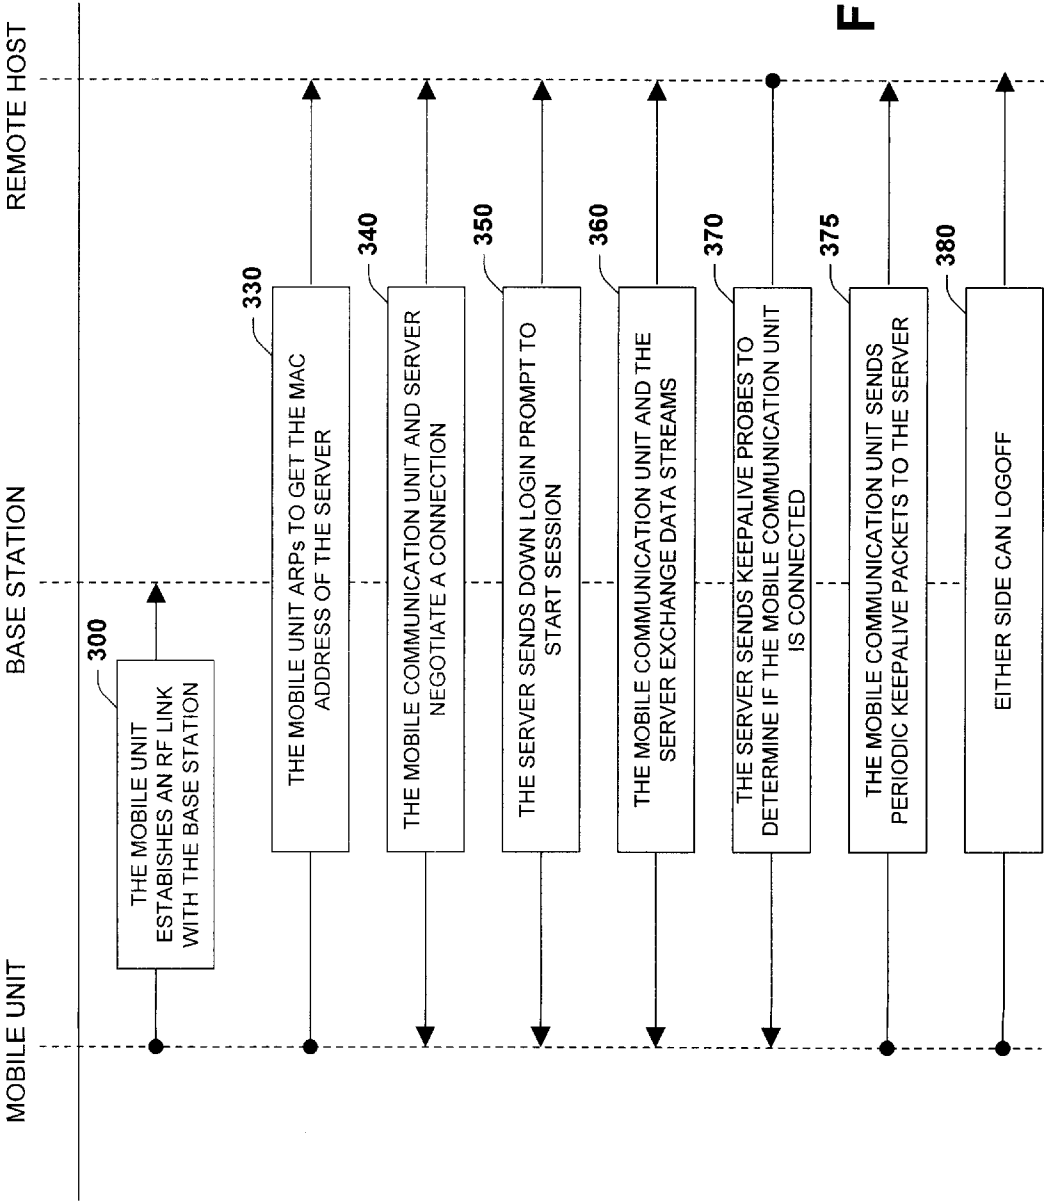 MOBILE UNIT
BASE STATION
REMOTE HOST
300
THE MOBILE UNIT
ESTABISHES AN RF LINK
WITH THE BASE STATION
330
THE MOBILE UNIT ARPs TO GET THE MAC
ADDRESS OF THE SERVER
340
THE MOBILE COMMUNICATION UNIT AND SERVER
NEGOTIATE A CONNECTION
350
THE SERVER SENDS DOWN LOGIN PROMPT TO
START SESSION
360
THE MOBILE COMMUNICATION UNIT AND THE
SERVER EXCHANGE DATA STREAMS
370
THE SERVER SENDS KEEPALIVE PROBES TO
DETERMINE IF THE MOBILE COMMUNICATION UNIT
IS CONNECTED
375
THE MOBILE COMMUNICATION UNIT SENDS
PERIODIC KEEPALIVE PACKETS TO THE SERVER
380
EITHER SIDE CAN LOGOFF
F